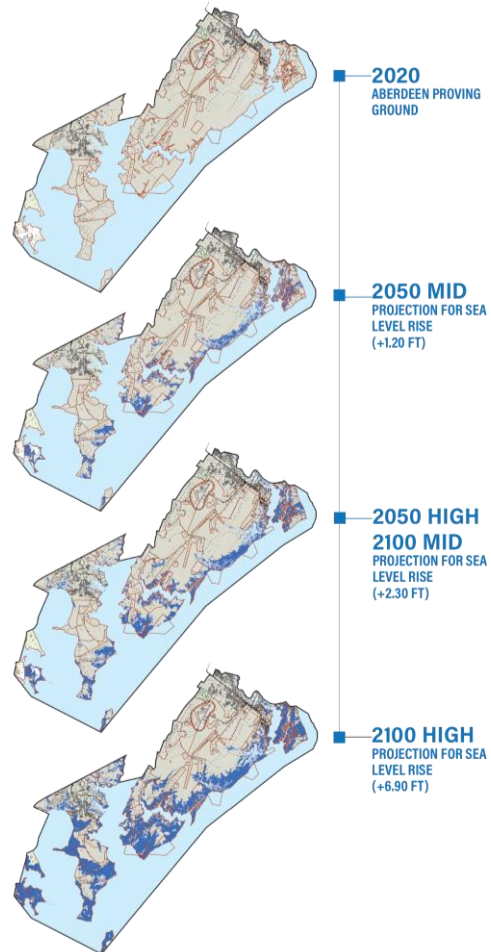 2020
ABERDEEN PROVING
GROUND
2050 MID
PROJECTION FOR SEA
LEVEL RISE
(+1.20 FT)
2050 HIGH
2100 MID
PROJECTION FOR SEA
LEVEL RISE
(+2.30 FT)
2100 HIGH
PROJECTION FOR SEA
LEVEL RISE
(+6.90 FT)